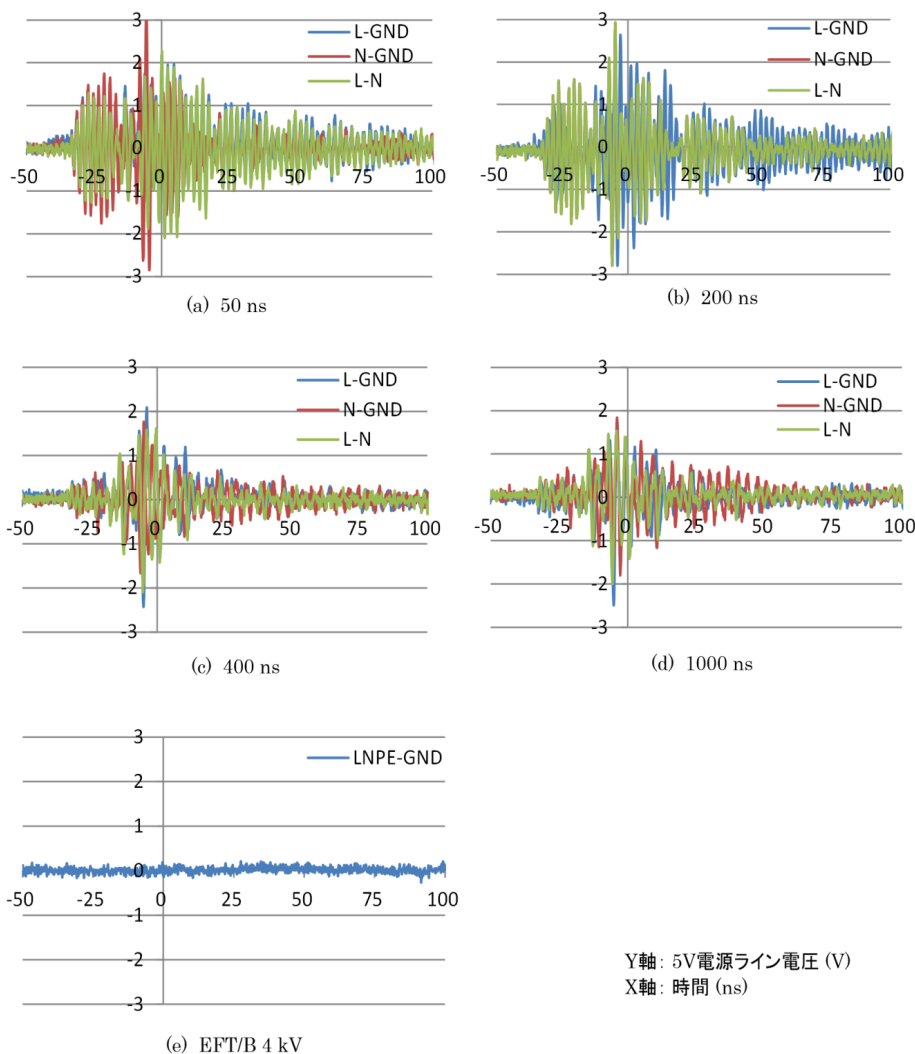 3
2
1
0
-1
-2
-3
-50 -25 0 25 50 75 100
L-GND
N-GND
L-N
(a) 50 ns
3
2
1
0
-1
-2
-3
-50 -25 0 25 50 75 100
L-GND
N-GND
L-N
(b) 200 ns
3
2
1
0
-1
-2
-3
-50 -25 0 25 50 75 100
L-GND
N-GND
L-N
(c) 400 ns
3
2
1
0
-1
-2
-3
-50 -25 0 25 50 75 100
L-GND
N-GND
L-N
(d) 1000 ns
3
2
1
0
-1
-2
-3
-50 -25 0 25 50 75 100
LNPE-GND
(e) EFT/B 4 kV
Y軸: 5V電源ライン電圧 (V)
X軸: 時間 (ns)